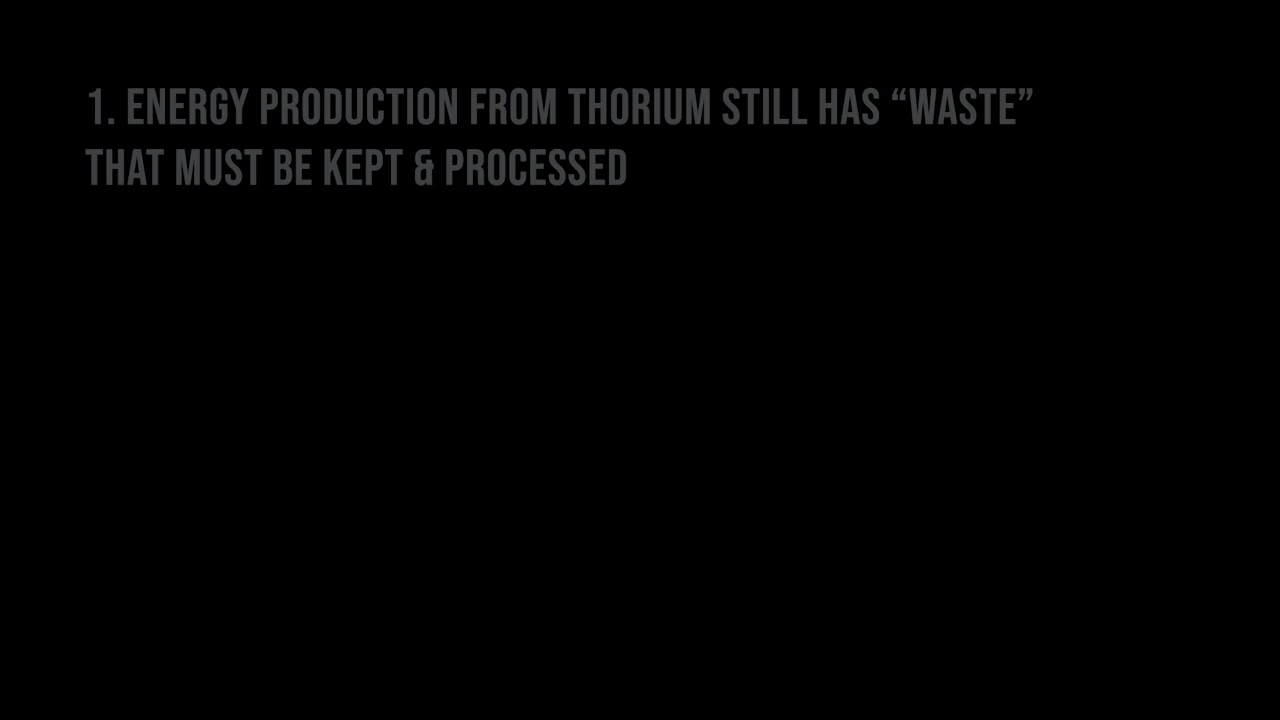 1. ENERGY PRODUCTION FROM THORIUM STILL HAS “WASTE”
THAT MUST BE KEPT & PROCESSED